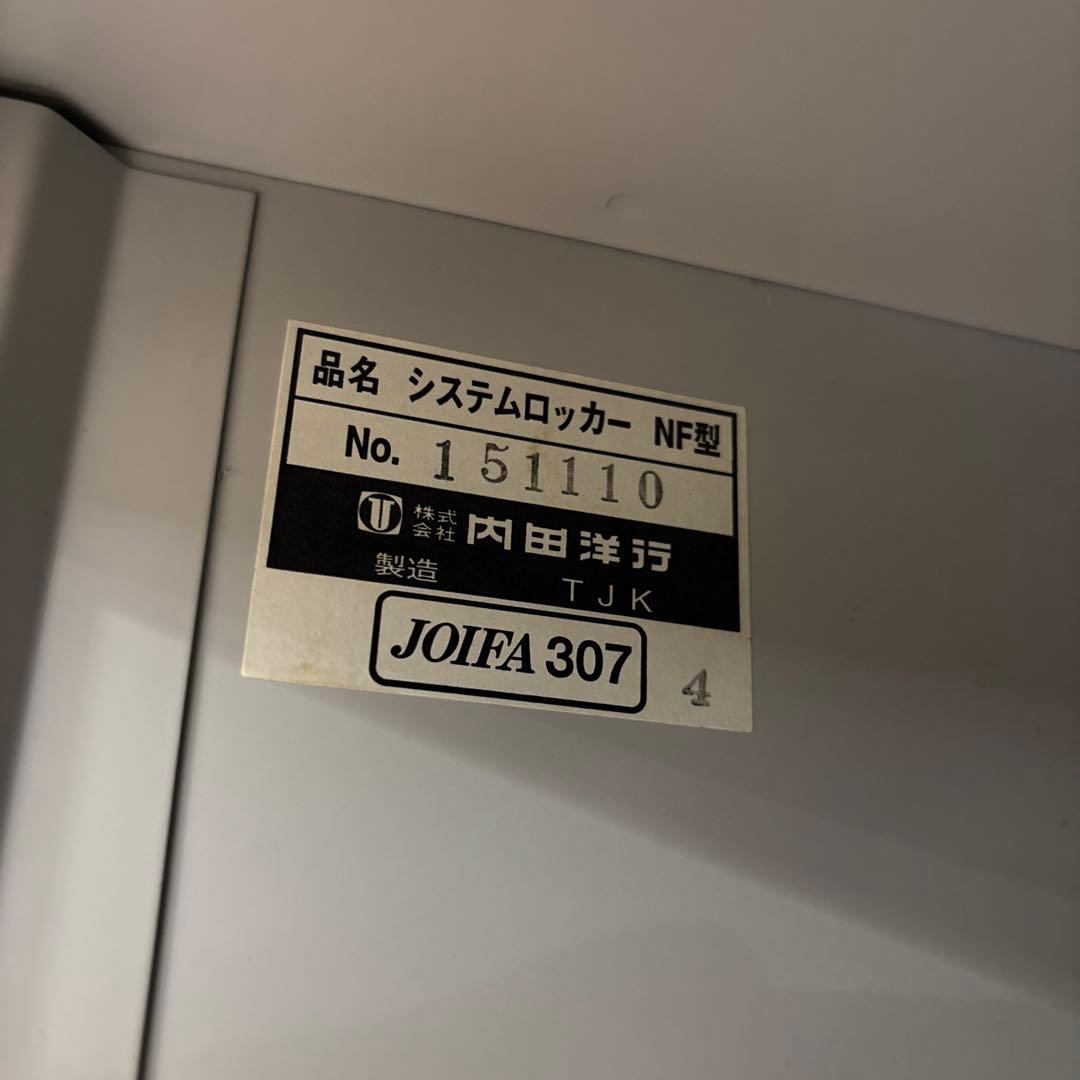 品名 システムロッカー NF型
No. 151110
株式会社 内田洋行
製造 TJK
JOIFA 307
4